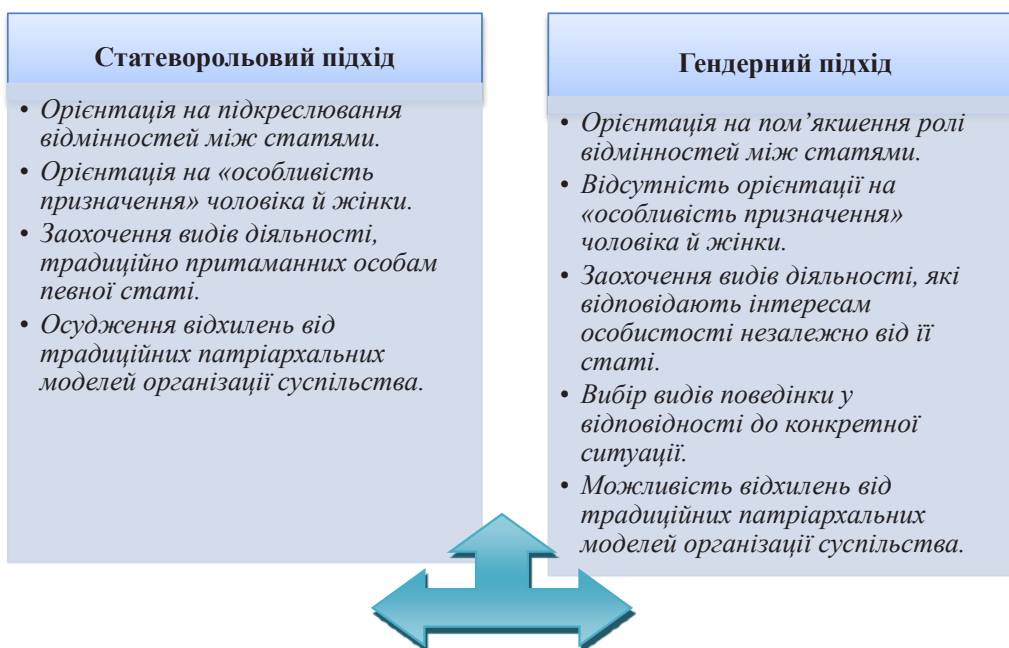 Статеворольовий підхід
• Орієнтація на підкреслювання
відмінностей між статями.
• Орієнтація на «особливість
призначення» чоловіка й жінки.
• Заохочення видів діяльності,
традиційно притаманних особам
певної статі.
• Осудження відхилень від
традиційних патріархальних
моделей організації суспільства.
Гендерний підхід
• Орієнтація на пом’якшення ролі
відмінностей між статями.
• Відсутність орієнтації на
«особливість призначення»
чоловіка й жінки.
• Заохочення видів діяльності, які
відповідають інтересам
особистості незалежно від її
статі.
• Вибір видів поведінки у
відповідності до конкретної
ситуації.
• Можливість відхилень від
традиційних патріархальних
моделей організації суспільства.